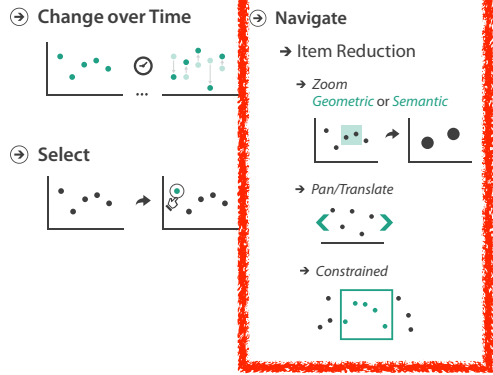 Change over Time
...
Select
Navigate
Item Reduction
Zoom
Geometric or Semantic
Pan/Translate
Constrained